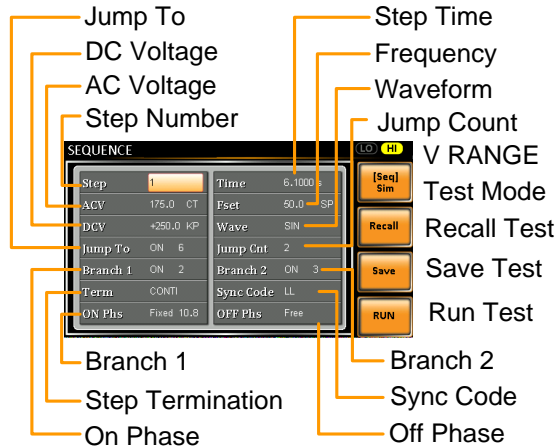 Jump To
Step Time
DC Voltage
Frequency
AC Voltage
Waveform
Step Number
Jump Count
SEQUENCE
LO HI
V RANGE
Step 1
Time 6.1000 s
[Seq] Sim
Test Mode
ACV 175.0 CT
Fset 50.0 SP
DCV +250.0 KP
Wave SIN
Recall
Recall Test
Jump To ON 6
Jump Cnt 2
Branch 1 ON 2
Branch 2 ON 3
Save
Save Test
Term CONTI
Sync Code LL
ON Phs Fixed 10.8
OFF Phs Free
RUN
Run Test
Branch 1
Branch 2
Step Termination
Sync Code
On Phase
Off Phase